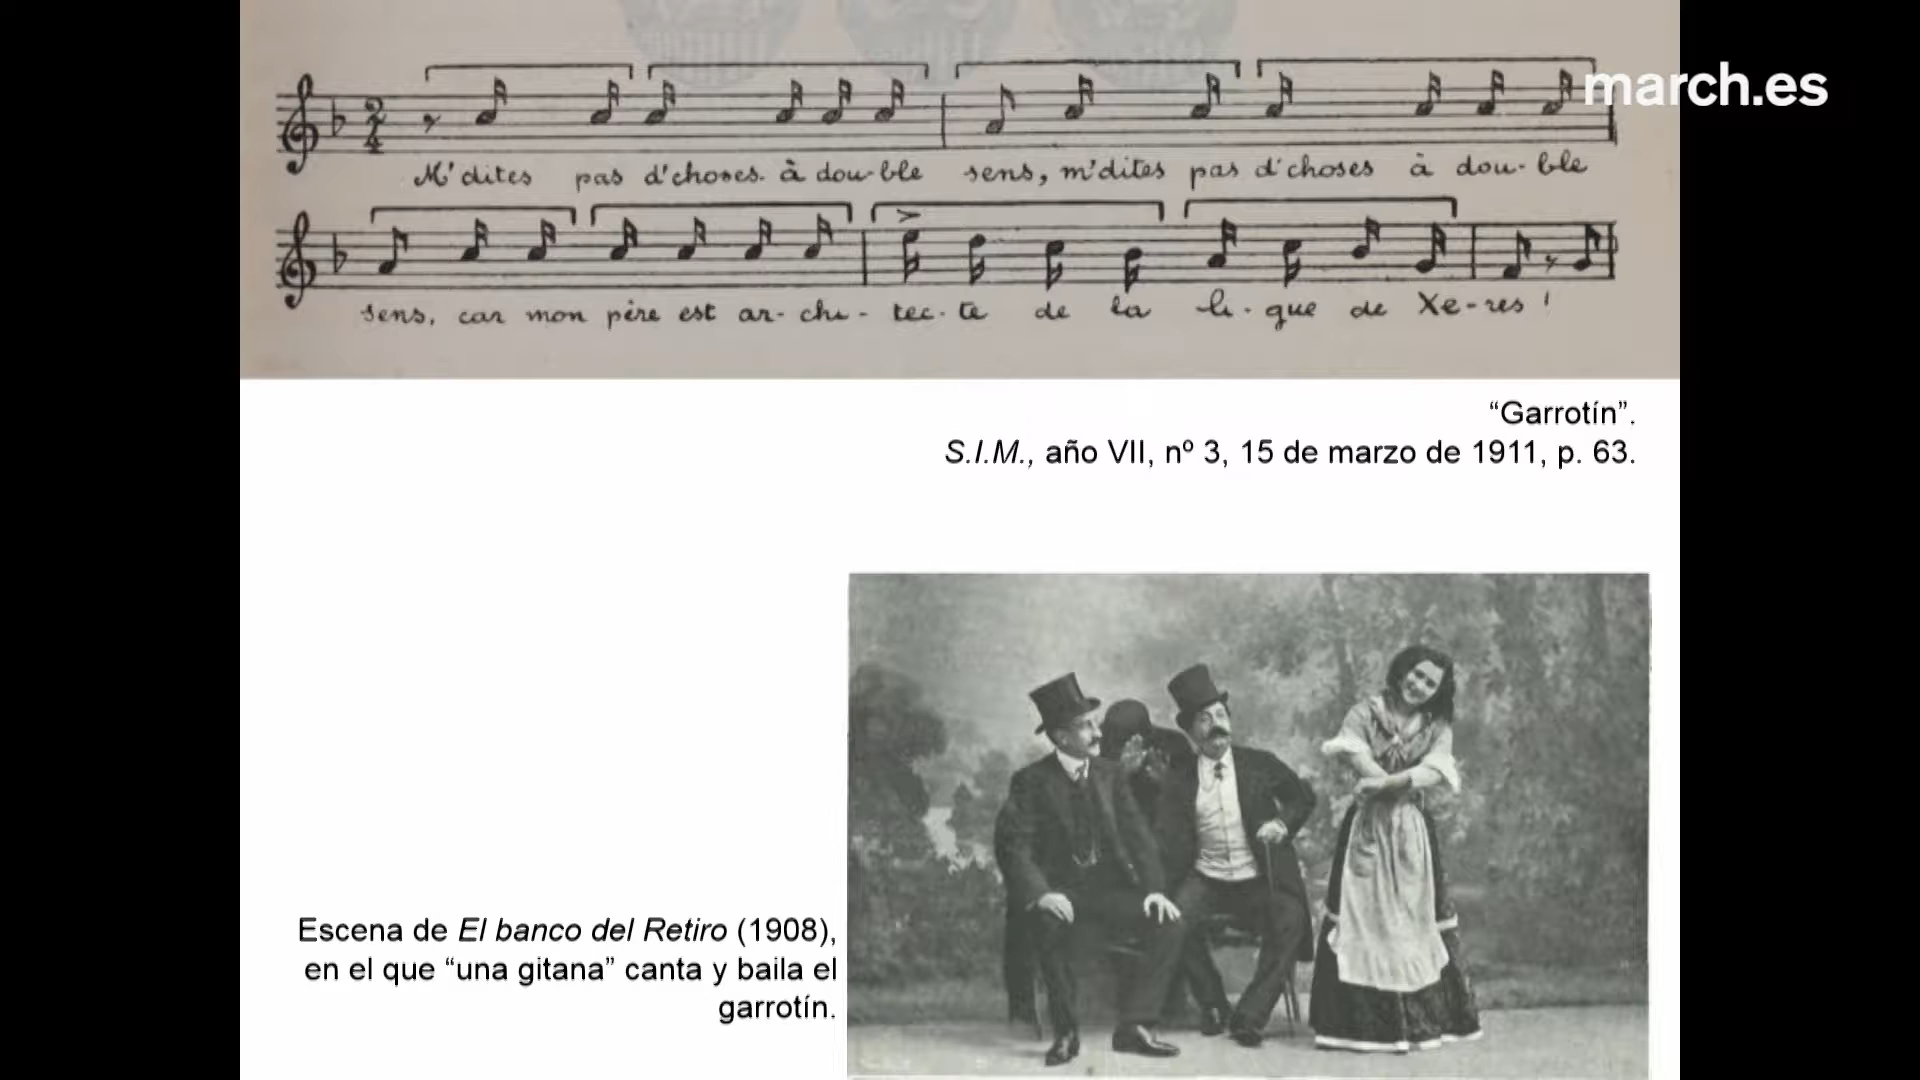 march.es
M'dites pas d'choses à dou-ble sens, m'dites pas d'choses à dou-ble
sens, car mon père est ar-chi-tec-te de la li-gue de Xe-res!
“Garrotín”.
S.I.M., año VII, nº 3, 15 de marzo de 1911, p. 63.
Escena de El banco del Retiro (1908),
en el que “una gitana” canta y baila el
garrotín.